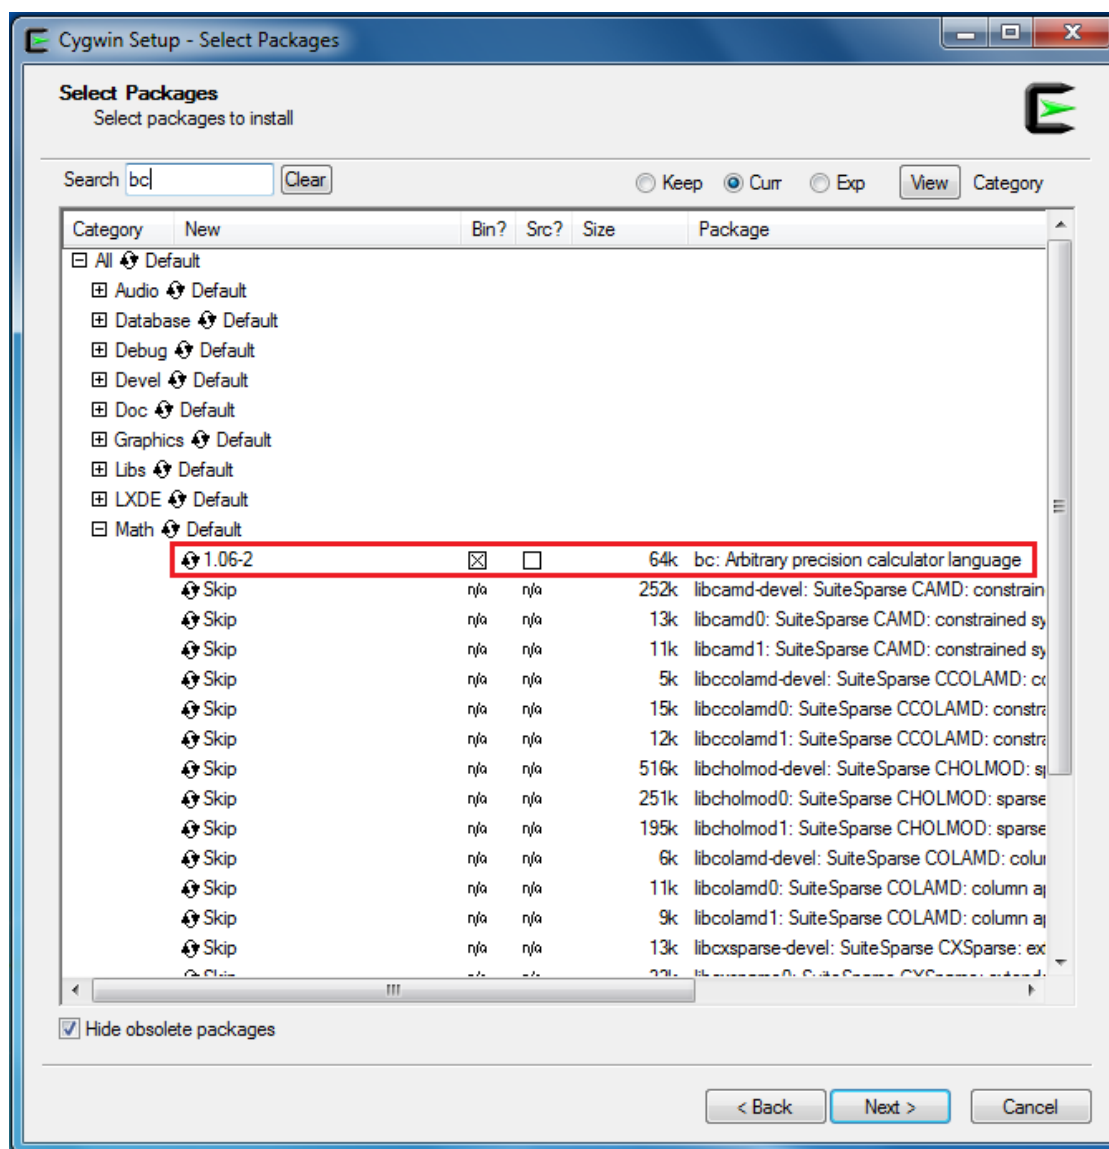 Cygwin Setup - Select Packages
Select Packages
Select packages to install
Search bc Clear Keep Curr Exp View Category
Category New Bin? Src? Size Package
All Default
Audio Default
Database Default
Debug Default
Devel Default
Doc Default
Graphics Default
Libs Default
LXDE Default
Math Default
1.06-2 64k bc: Arbitrary precision calculator language
Skip n/a n/a 252k libcamd-devel: SuiteSparse CAMD: constrain
Skip n/a n/a 13k libcamd0: SuiteSparse CAMD: constrained sy
Skip n/a n/a 11k libcamd1: SuiteSparse CAMD: constrained sy
Skip n/a n/a 5k libccolamd-devel: SuiteSparse CCOLAMD: co
Skip n/a n/a 15k libccolamd0: SuiteSparse CCOLAMD: constra
Skip n/a n/a 12k libccolamd1: SuiteSparse CCOLAMD: constra
Skip n/a n/a 516k libcholmod-devel: SuiteSparse CHOLMOD: sp
Skip n/a n/a 251k libcholmod0: SuiteSparse CHOLMOD: sparse
Skip n/a n/a 195k libcholmod1: SuiteSparse CHOLMOD: sparse
Skip n/a n/a 6k libcolamd-devel: SuiteSparse COLAMD: colu
Skip n/a n/a 11k libcolamd0: SuiteSparse COLAMD: column a
Skip n/a n/a 9k libcolamd1: SuiteSparse COLAMD: column a
Skip n/a n/a 13k libcxsparse-devel: SuiteSparse CXSparse: ext
Hide obsolete packages
< Back Next > Cancel